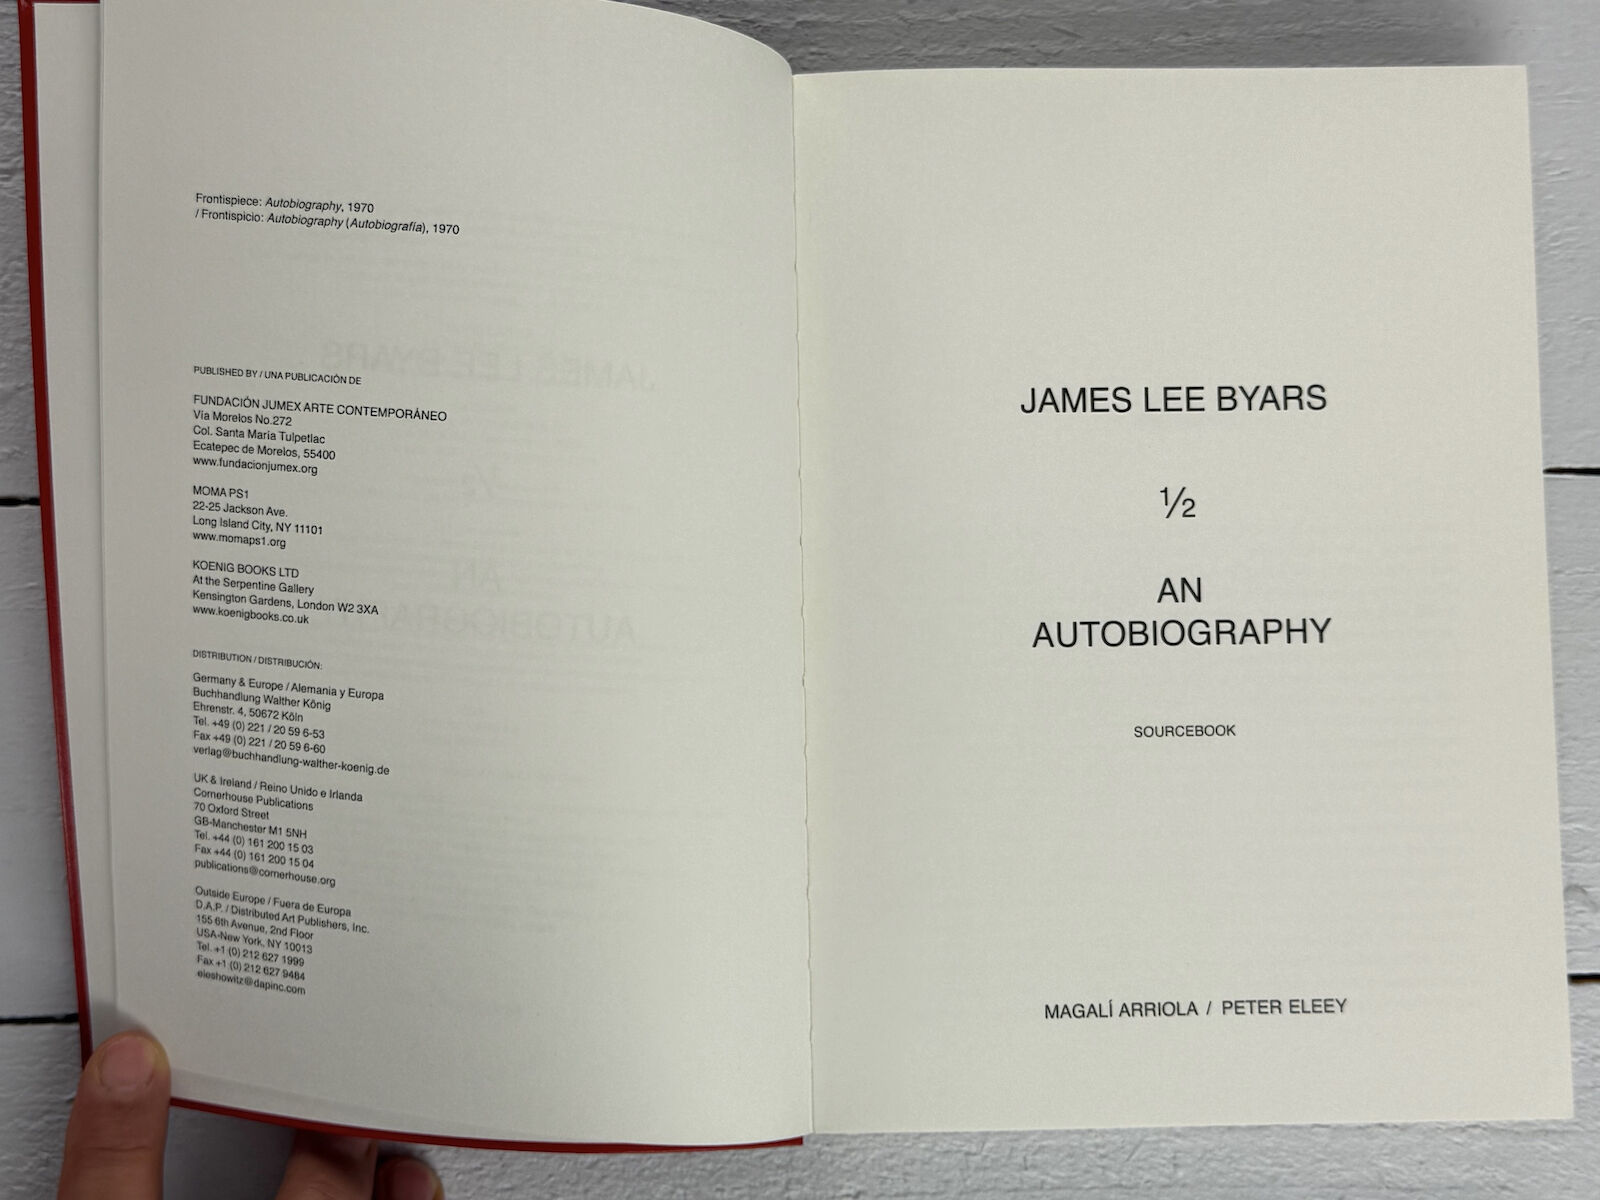 Frontispiece: Autobiography, 1970
/ Frontispicio: Autobiography (Autobiografía), 1970
PUBLISHED BY / UNA PUBLICACIÓN DE
FUNDACIÓN JUMEX ARTE CONTEMPORÁNEO
Vía Morelos No.272
Col. Santa María Tulpetlac
Ecatepec de Morelos, 55400
www.fundacionjumex.org
MOMA PS1
22-25 Jackson Ave.
Long Island City, NY 11101
www.momaps1.org
KOENIG BOOKS LTD
At the Serpentine Gallery
Kensington Gardens, London W2 3XA
www.koenigbooks.co.uk
DISTRIBUTION / DISTRIBUCIÓN:
Germany & Europe / Alemania y Europa
Buchhandlung Walther König
Ehrenstr. 4, 50672 Köln
Tel. +49 (0) 221 / 20 59 6-53
Fax +49 (0) 221 / 20 59 6-60
verlag@buchhandlung-walther-koenig.de
UK & Ireland / Reino Unido e Irlanda
Cornerhouse Publications
70 Oxford Street
GB-Manchester M1 5NH
Tel. +44 (0) 161 200 15 03
Fax +44 (0) 161 200 15 04
publications@cornerhouse.org
Outside Europe / Fuera de Europa
D.A.P. / Distributed Art Publishers, Inc.
155 6th Avenue, 2nd Floor
USA-New York, NY 10013
Tel. +1 (0) 212 627 1999
Fax +1 (0) 212 627 9484
eleshowitz@dapinc.com
JAMES LEE BYARS
½
AN
AUTOBIOGRAPHY
SOURCEBOOK
MAGALÍ ARRIOLA / PETER ELEEY